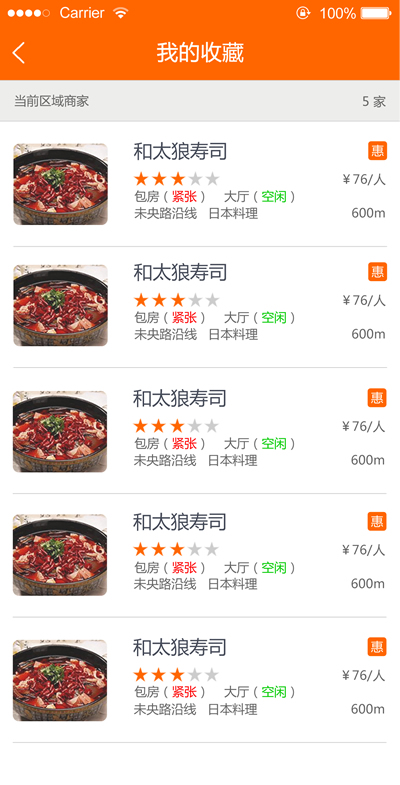 Carrier 100%
我的收藏
当前区域商家 5 家
和太狼寿司 惠
¥76/人
包房（紧张） 大厅（空闲）
未央路沿线 日本料理 600m
和太狼寿司 惠
¥76/人
包房（紧张） 大厅（空闲）
未央路沿线 日本料理 600m
和太狼寿司 惠
¥76/人
包房（紧张） 大厅（空闲）
未央路沿线 日本料理 600m
和太狼寿司 惠
¥76/人
包房（紧张） 大厅（空闲）
未央路沿线 日本料理 600m
和太狼寿司 惠
¥76/人
包房（紧张） 大厅（空闲）
未央路沿线 日本料理 600m